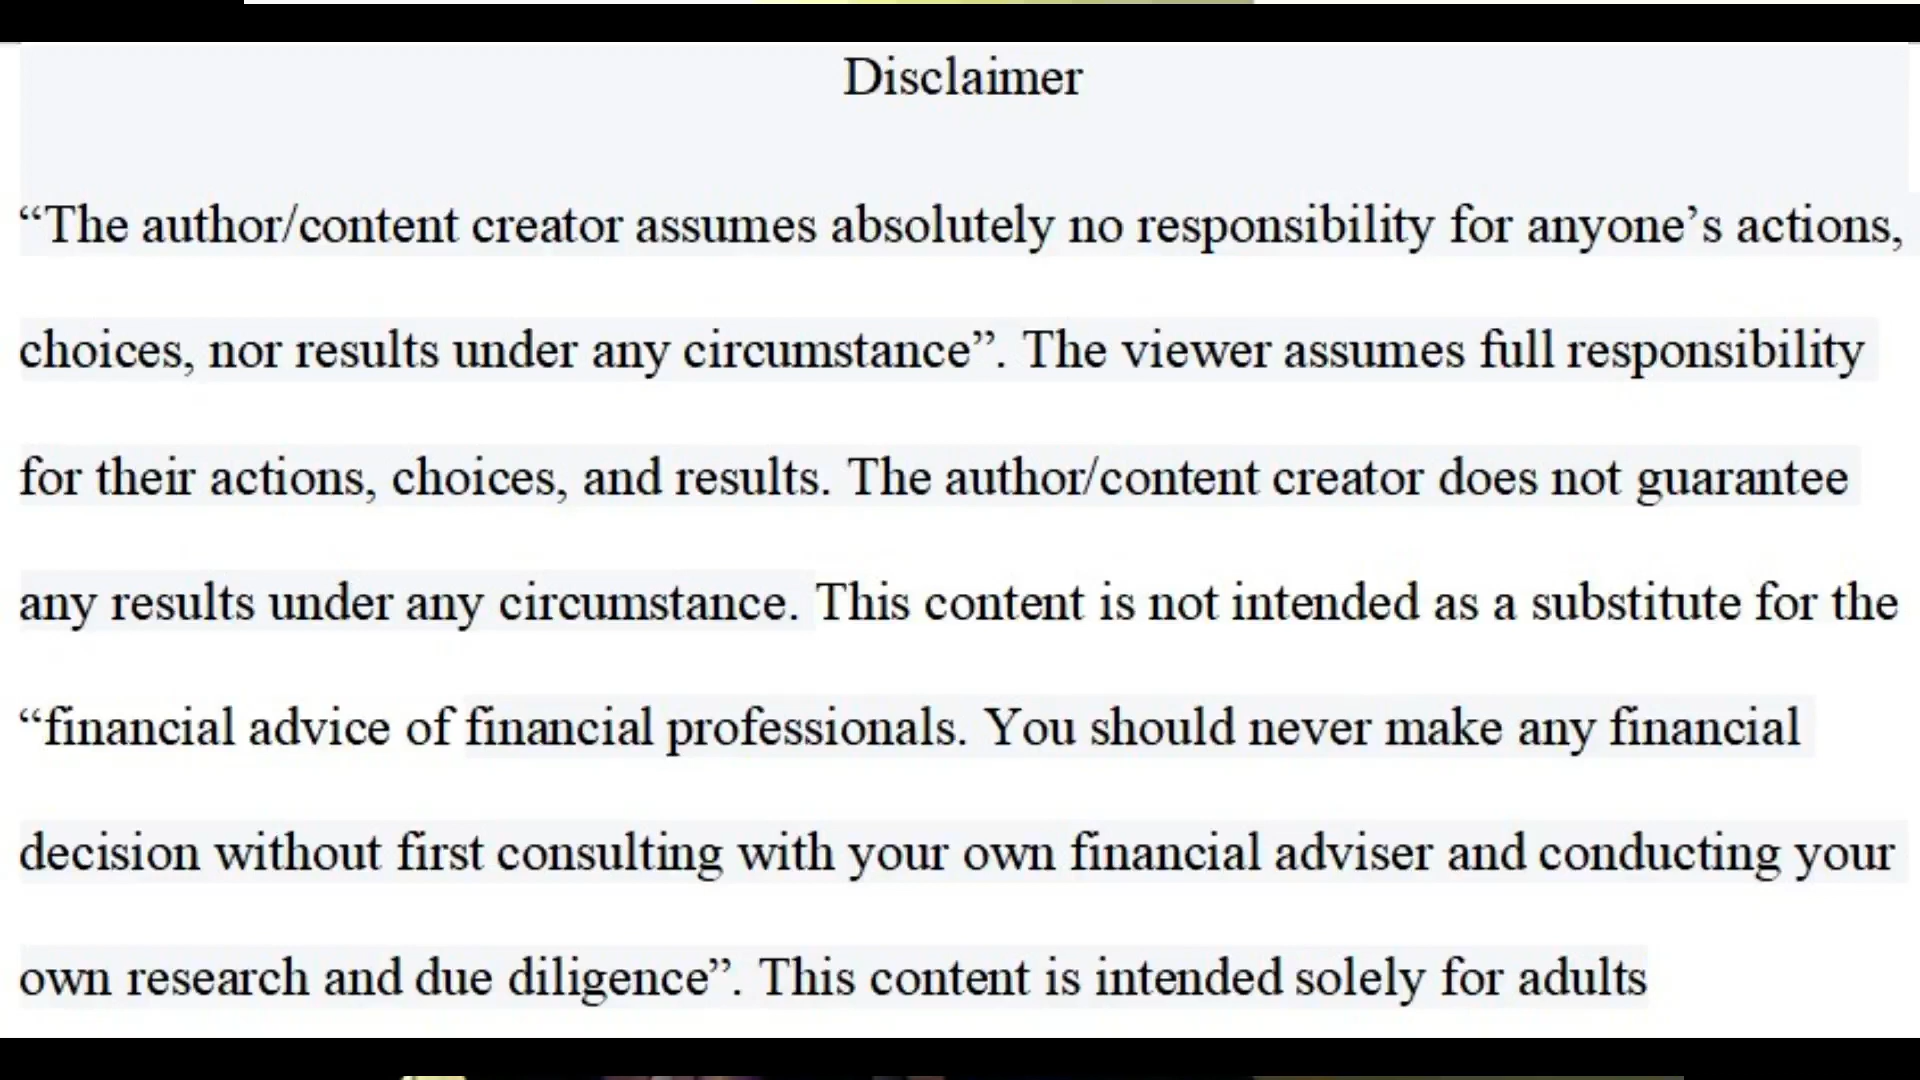 Disclaimer
“The author/content creator assumes absolutely no responsibility for anyone’s actions,
choices, nor results under any circumstance”. The viewer assumes full responsibility
for their actions, choices, and results. The author/content creator does not guarantee
any results under any circumstance. This content is not intended as a substitute for the
“financial advice of financial professionals. You should never make any financial
decision without first consulting with your own financial adviser and conducting your
own research and due diligence”. This content is intended solely for adults